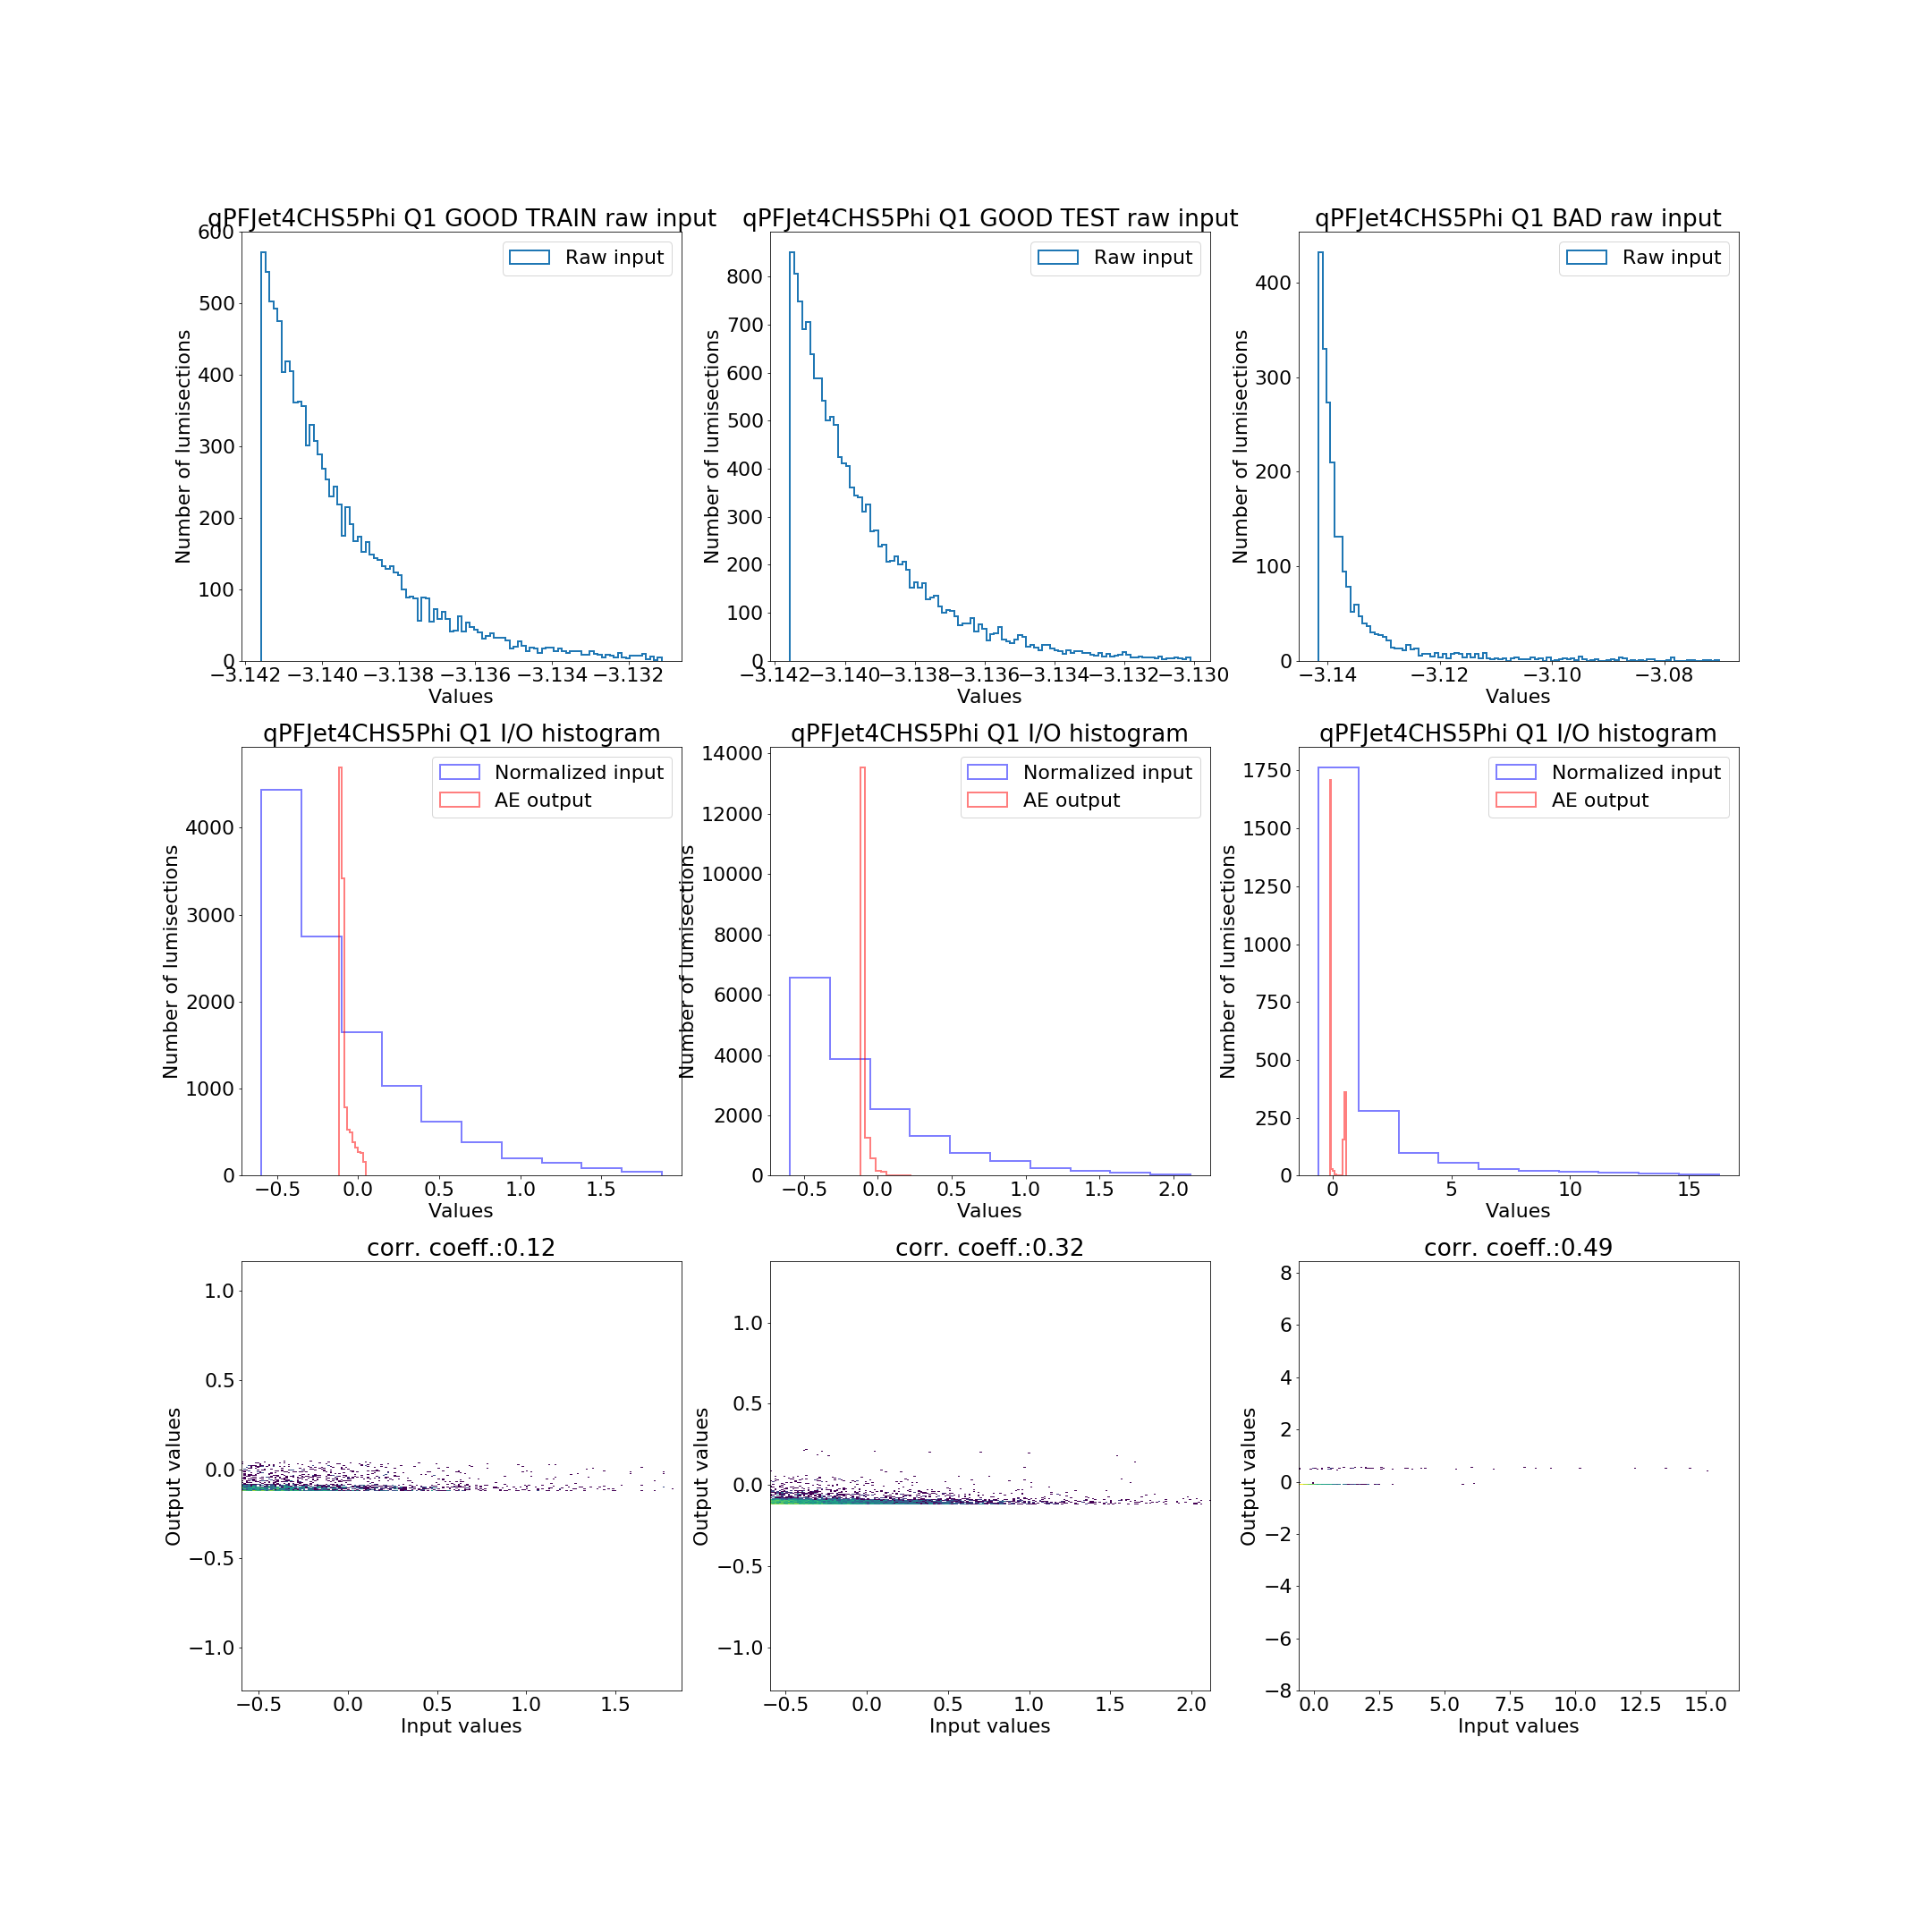 qPFJet4CHS5Phi Q1 GOOD TRAIN raw input
Raw input
Number of lumisections
600
500
400
300
200
100
0
−3.142 −3.140 −3.138 −3.136 −3.134 −3.132
Values
qPFJet4CHS5Phi Q1 GOOD TEST raw input
Raw input
Number of lumisections
800
700
600
500
400
300
200
100
0
−3.142 −3.140 −3.138 −3.136 −3.134 −3.132 −3.130
Values
qPFJet4CHS5Phi Q1 BAD raw input
Raw input
Number of lumisections
400
300
200
100
0
−3.14 −3.12 −3.10 −3.08
Values
qPFJet4CHS5Phi Q1 I/O histogram
Normalized input
AE output
Number of lumisections
4000
3000
2000
1000
0
−0.5 0.0 0.5 1.0 1.5
Values
qPFJet4CHS5Phi Q1 I/O histogram
Normalized input
AE output
Number of lumisections
14000
12000
10000
8000
6000
4000
2000
0
−0.5 0.0 0.5 1.0 1.5 2.0
Values
qPFJet4CHS5Phi Q1 I/O histogram
Normalized input
AE output
Number of lumisections
1750
1500
1250
1000
750
500
250
0
0 5 10 15
Values
corr. coeff.:0.12
Output values
1.0
0.5
0.0
−0.5
−1.0
−0.5 0.0 0.5 1.0 1.5
Input values
corr. coeff.:0.32
Output values
1.0
0.5
0.0
−0.5
−1.0
−0.5 0.0 0.5 1.0 1.5 2.0
Input values
corr. coeff.:0.49
Output values
8
6
4
2
0
−2
−4
−6
−8
0.0 2.5 5.0 7.5 10.0 12.5 15.0
Input values